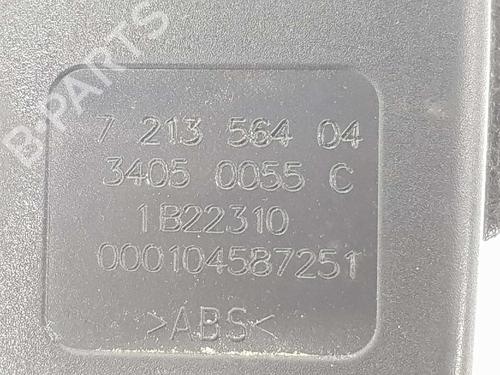 B-PARTS
7 213 564 04
3405 0055 C
1B22310
000104587251
>ABS<